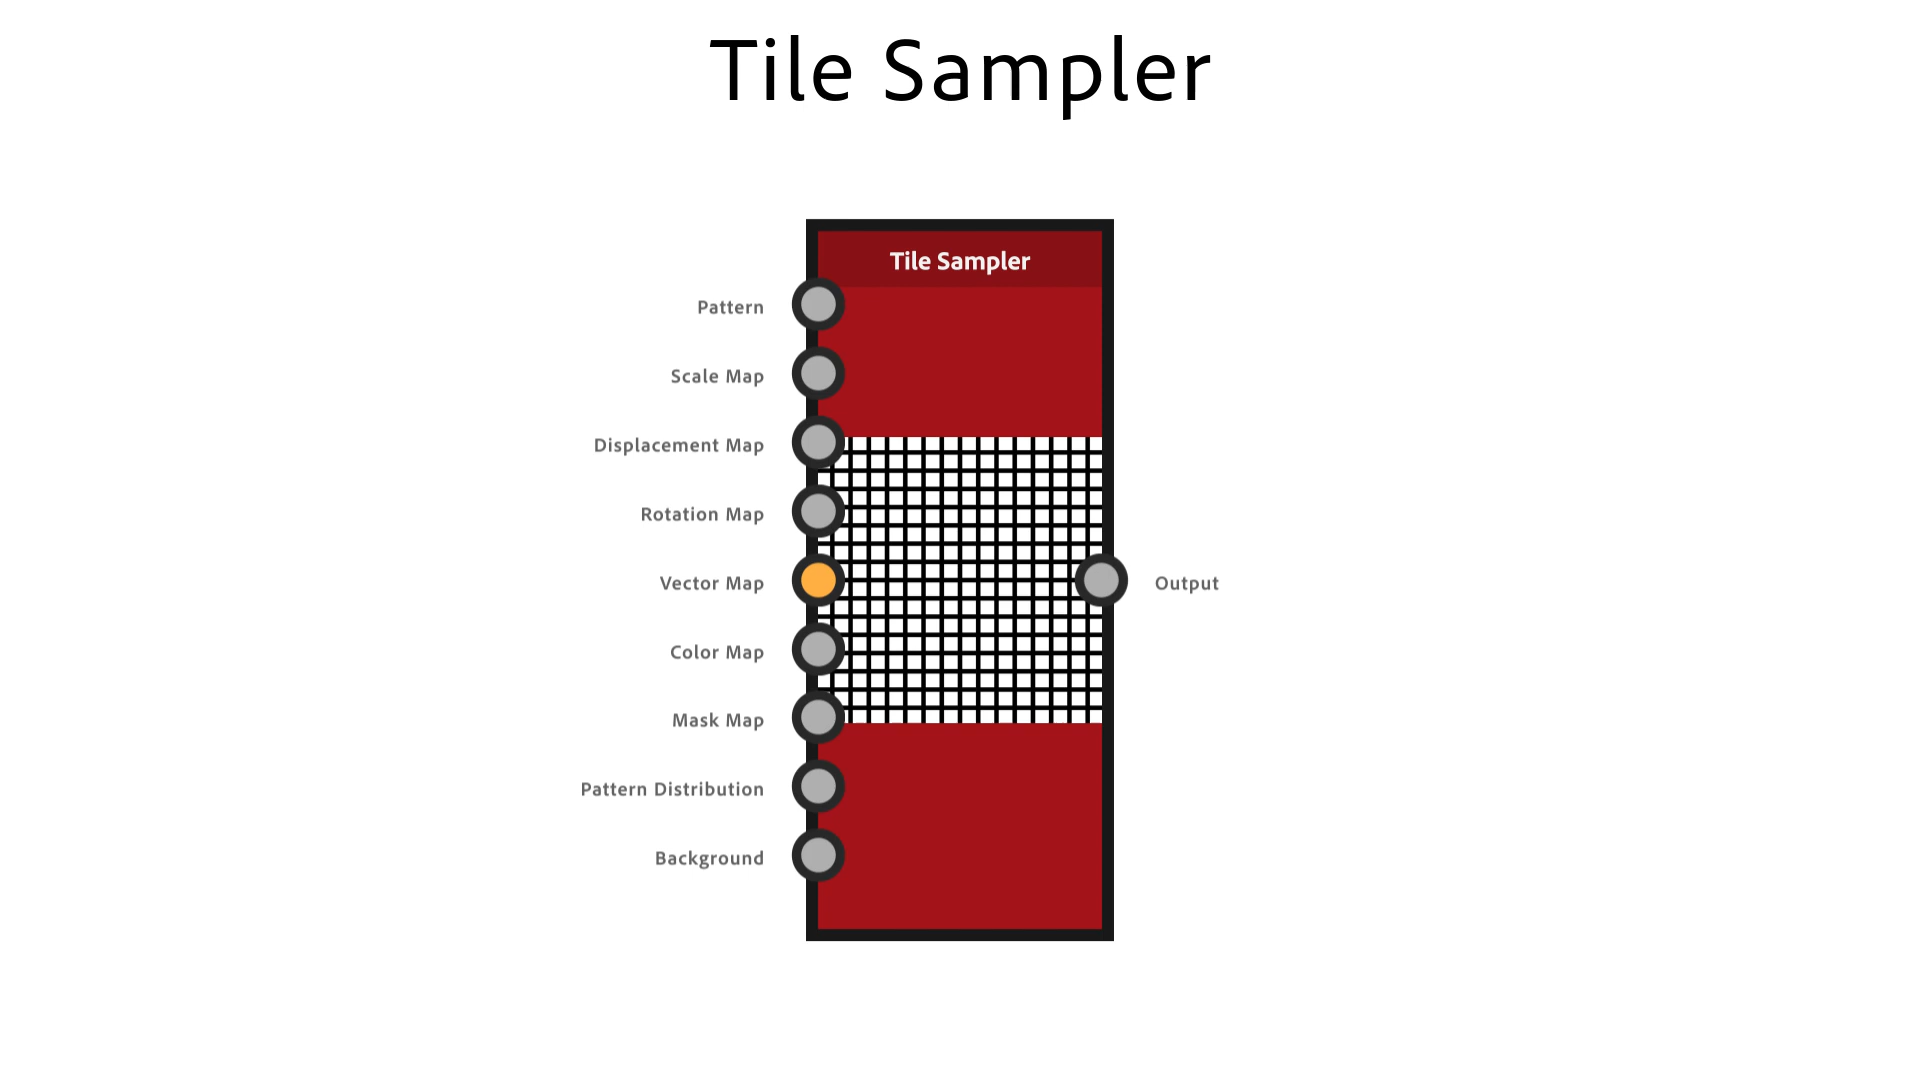 Tile Sampler
Tile Sampler
Pattern
Scale Map
Displacement Map
Rotation Map
Vector Map
Output
Color Map
Mask Map
Pattern Distribution
Background